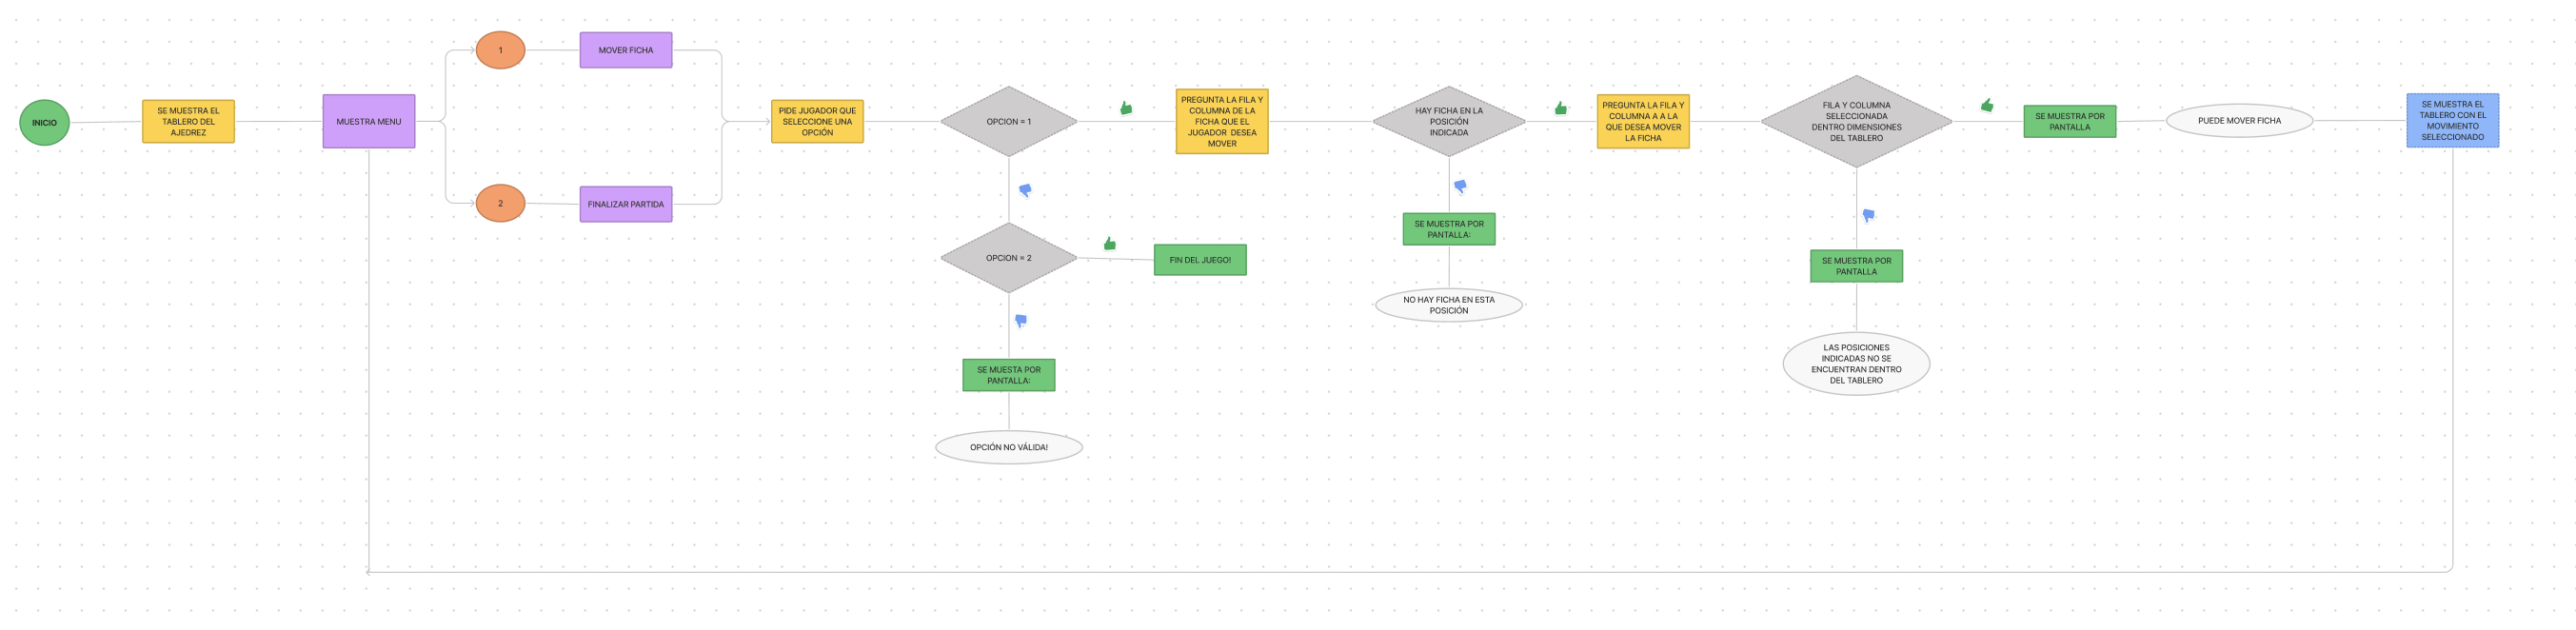 INICIO
SE MUESTRA EL
TABLERO DEL
AJEDREZ
MUESTRA MENU
1
MOVER FICHA
2
FINALIZAR PARTIDA
PIDE JUGADOR QUE
SELECCIONE UNA
OPCIÓN
OPCION = 1
PREGUNTA LA FILA Y
COLUMNA DE LA
FICHA QUE EL
JUGADOR DESEA
MOVER
OPCION = 2
FIN DEL JUEGO!
SE MUESTA POR
PANTALLA:
OPCIÓN NO VÁLIDA!
HAY FICHA EN LA
POSICIÓN
INDICADA
SE MUESTRA POR
PANTALLA:
NO HAY FICHA EN ESTA
POSICIÓN
PREGUNTA LA FILA Y
COLUMNA A A LA
QUE DESEA MOVER
LA FICHA
FILA Y COLUMNA
SELECCIONADA
DENTRO DIMENSIONES
DEL TABLERO
SE MUESTRA POR
PANTALLA
LAS POSICIONES
INDICADAS NO SE
ENCUENTRAN DENTRO
DEL TABLERO
SE MUESTRA POR
PANTALLA
PUEDE MOVER FICHA
SE MUESTRA EL
TABLERO CON EL
MOVIMIENTO
SELECCIONADO